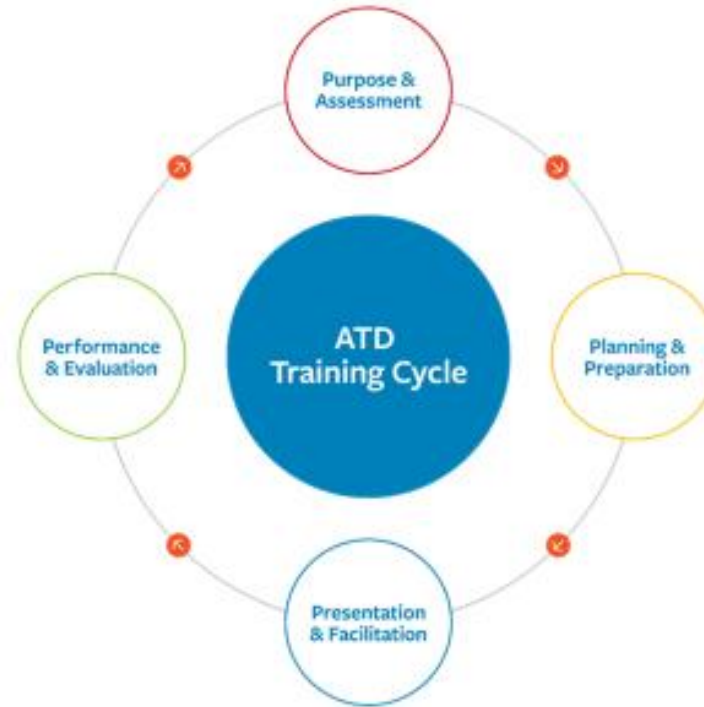 Purpose &
Assessment
Performance
& Evaluation
ATD
Training Cycle
Planning &
Preparation
Presentation
& Facilitation